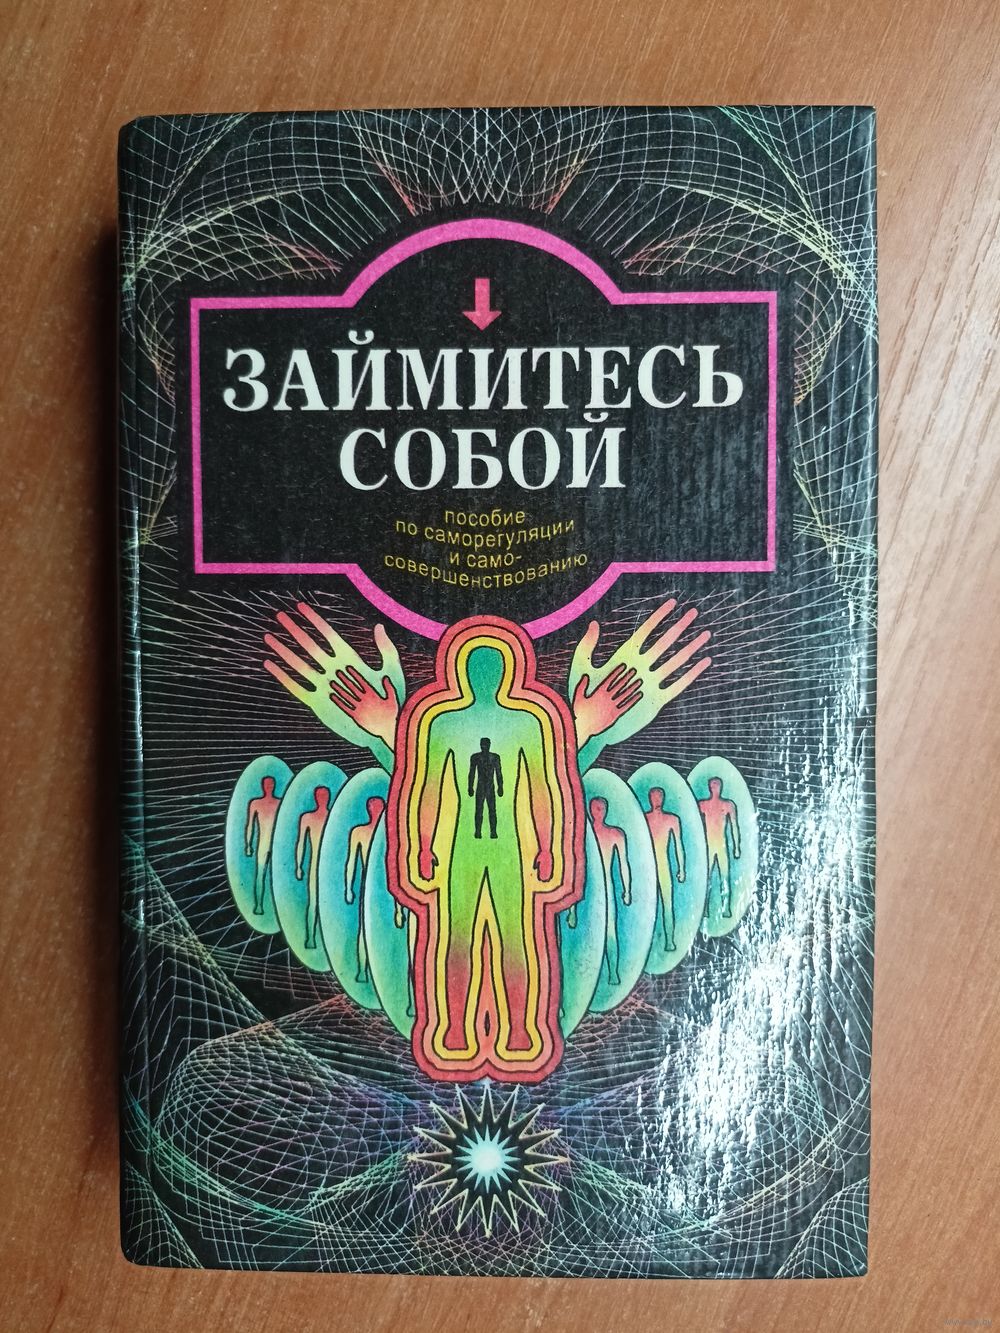 ЗАЙМИТЕСЬ
СОБОЙ
пособие
по саморегуляции
и само-
совершенствованию